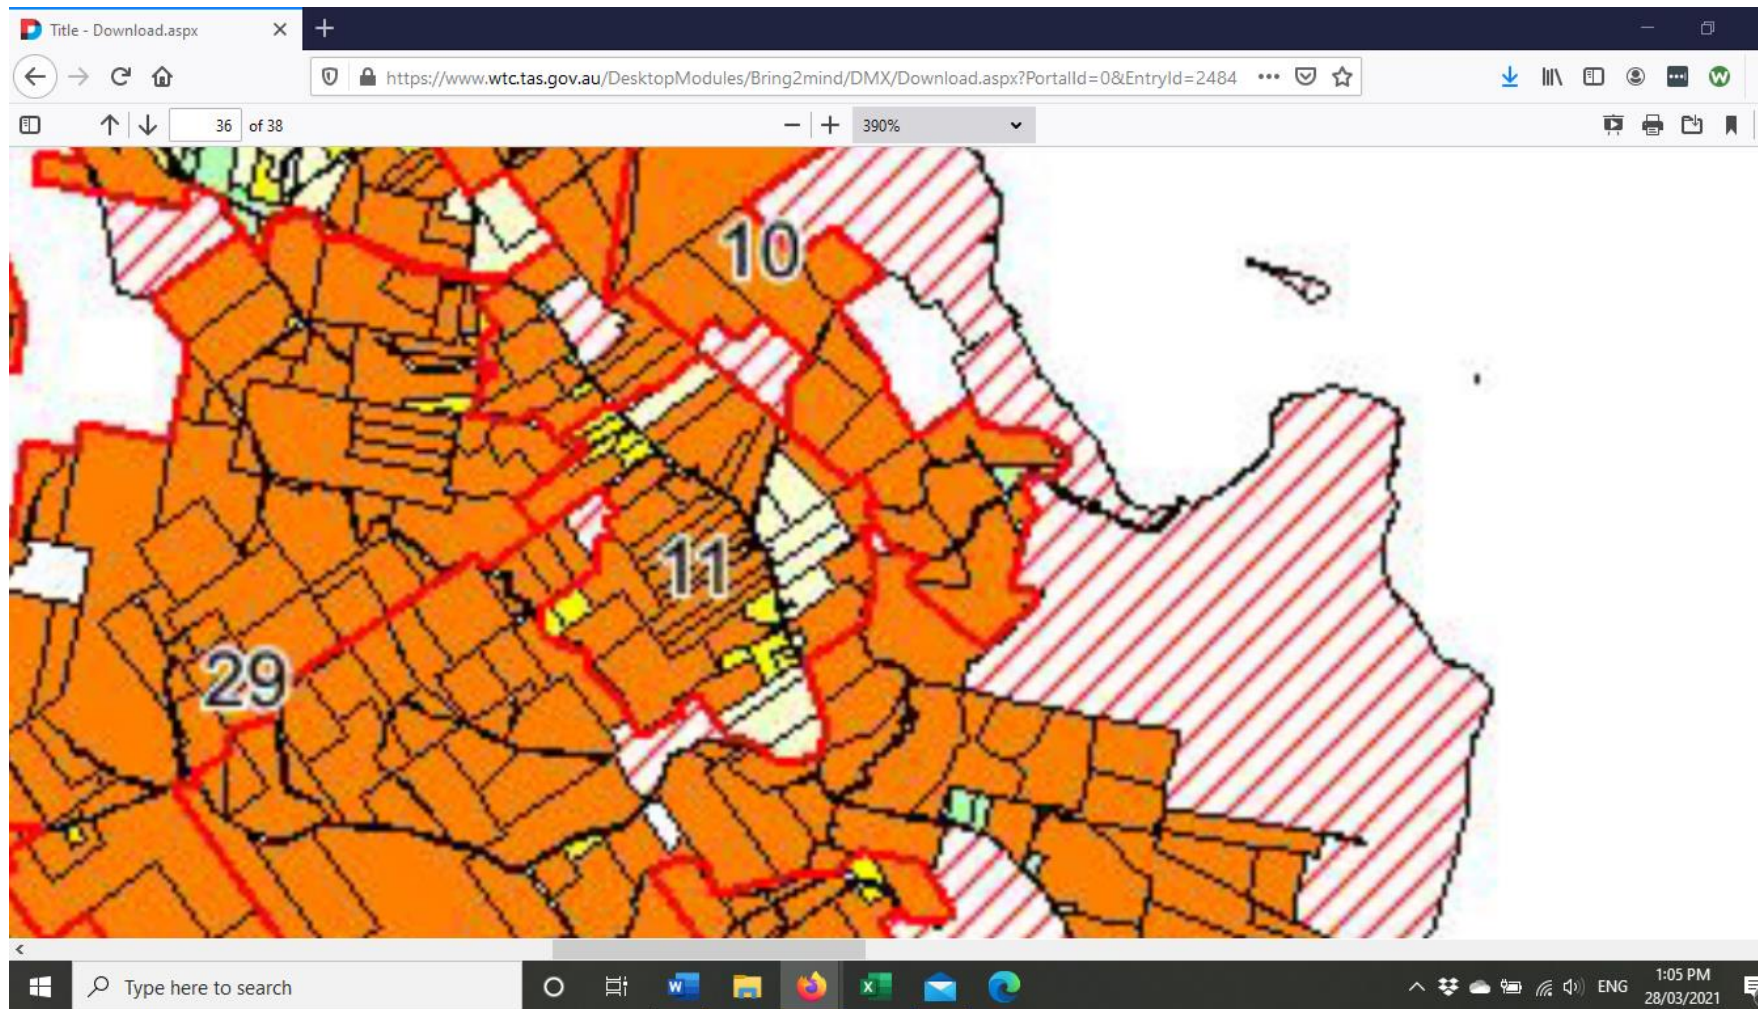 Title - Download.aspx
https://www.wtc.tas.gov.au/DesktopModules/Bring2mind/DMX/Download.aspx?PortalId=0&EntryId=2484
36 of 38
390%
10
11
29
Type here to search
ENG
1:05 PM
28/03/2021